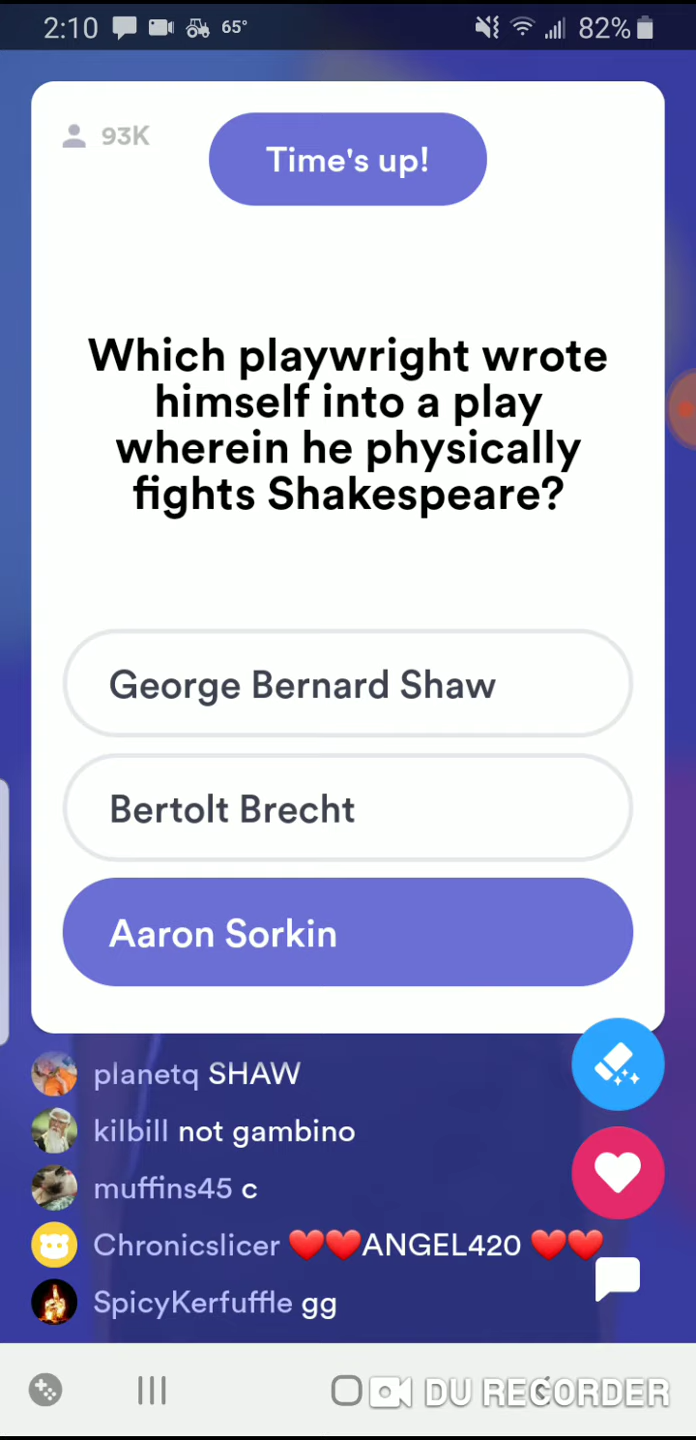 2:10 65° 82%
93K
Time's up!
Which playwright wrote
himself into a play
wherein he physically
fights Shakespeare?
George Bernard Shaw
Bertolt Brecht
Aaron Sorkin
planetq SHAW
kilbill not gambino
muffins45 c
Chronicslicer ❤️❤️ANGEL420 ❤️❤️
SpicyKerfuffle gg
DU RECORDER